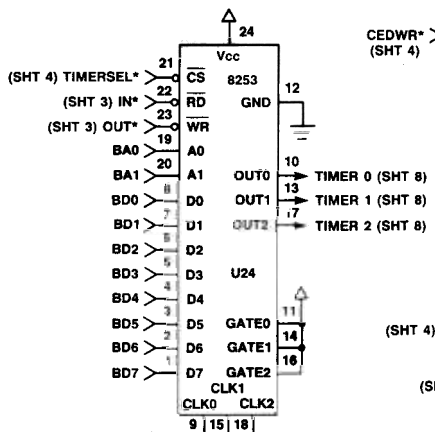 24
CEDWR*
(SHT 4)
Vcc
21
(SHT 4) TIMERSEL* CS 8253
22 12
(SHT 3) IN* RD GND
23
(SHT 3) OUT* WR
19
BA0 A0
20 10
BA1 A1 OUT0 TIMER 0 (SHT 8)
8 13
BD0 D0 OUT1 TIMER 1 (SHT 8)
7 17
BD1 D1 OUT2 TIMER 2 (SHT 8)
6
BD2 D2
5
BD3 D3 U24
4
BD4 D4
3 11
BD5 D5 GATE0 (SHT 4)
2 14
BD6 D6 GATE1
1 16
BD7 D7 GATE2
CLK1
CLK0 CLK2
9 15 18